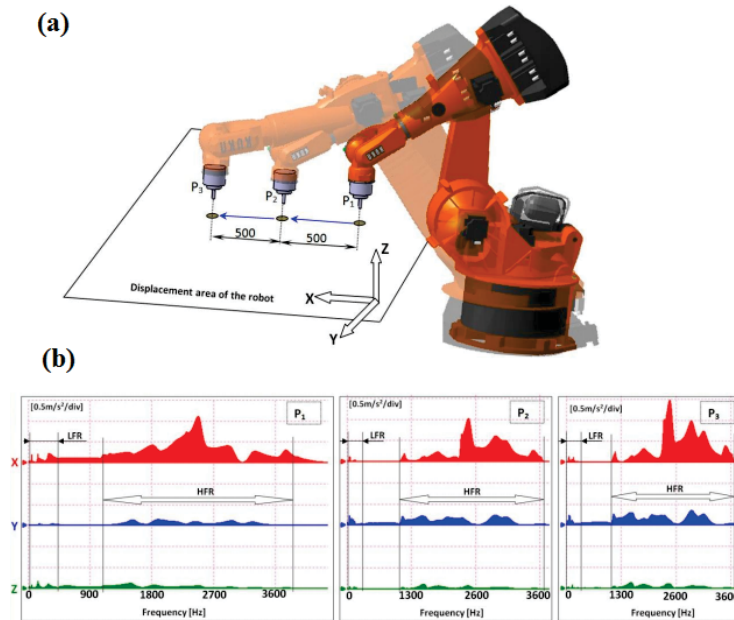 (a)
P3
P2
P1
500
500
Z
X
Y
Displacement area of the robot
(b)
[0.5m/s²/div]
P1
LFR
X
HFR
Y
Z
0 900 1800 2700 3600
Frequency [Hz]
[0.5m/s²/div]
P2
LFR
HFR
1300 2600 3600
Frequency [Hz]
[0.5m/s²/div]
P3
LFR
HFR
0 1300 2600 3600
Frequency [Hz]